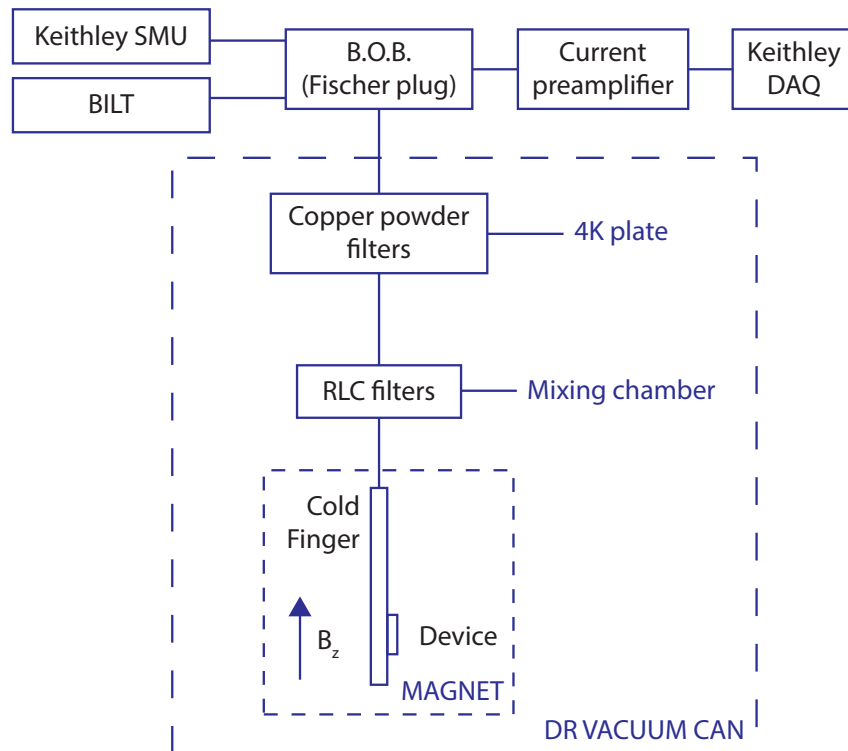 Keithley SMU
BILT
B.O.B.
(Fischer plug)
Current
preamplifier
Keithley
DAQ
Copper powder
filters
4K plate
RLC filters
Mixing chamber
Cold
Finger
B_z
Device
MAGNET
DR VACUUM CAN